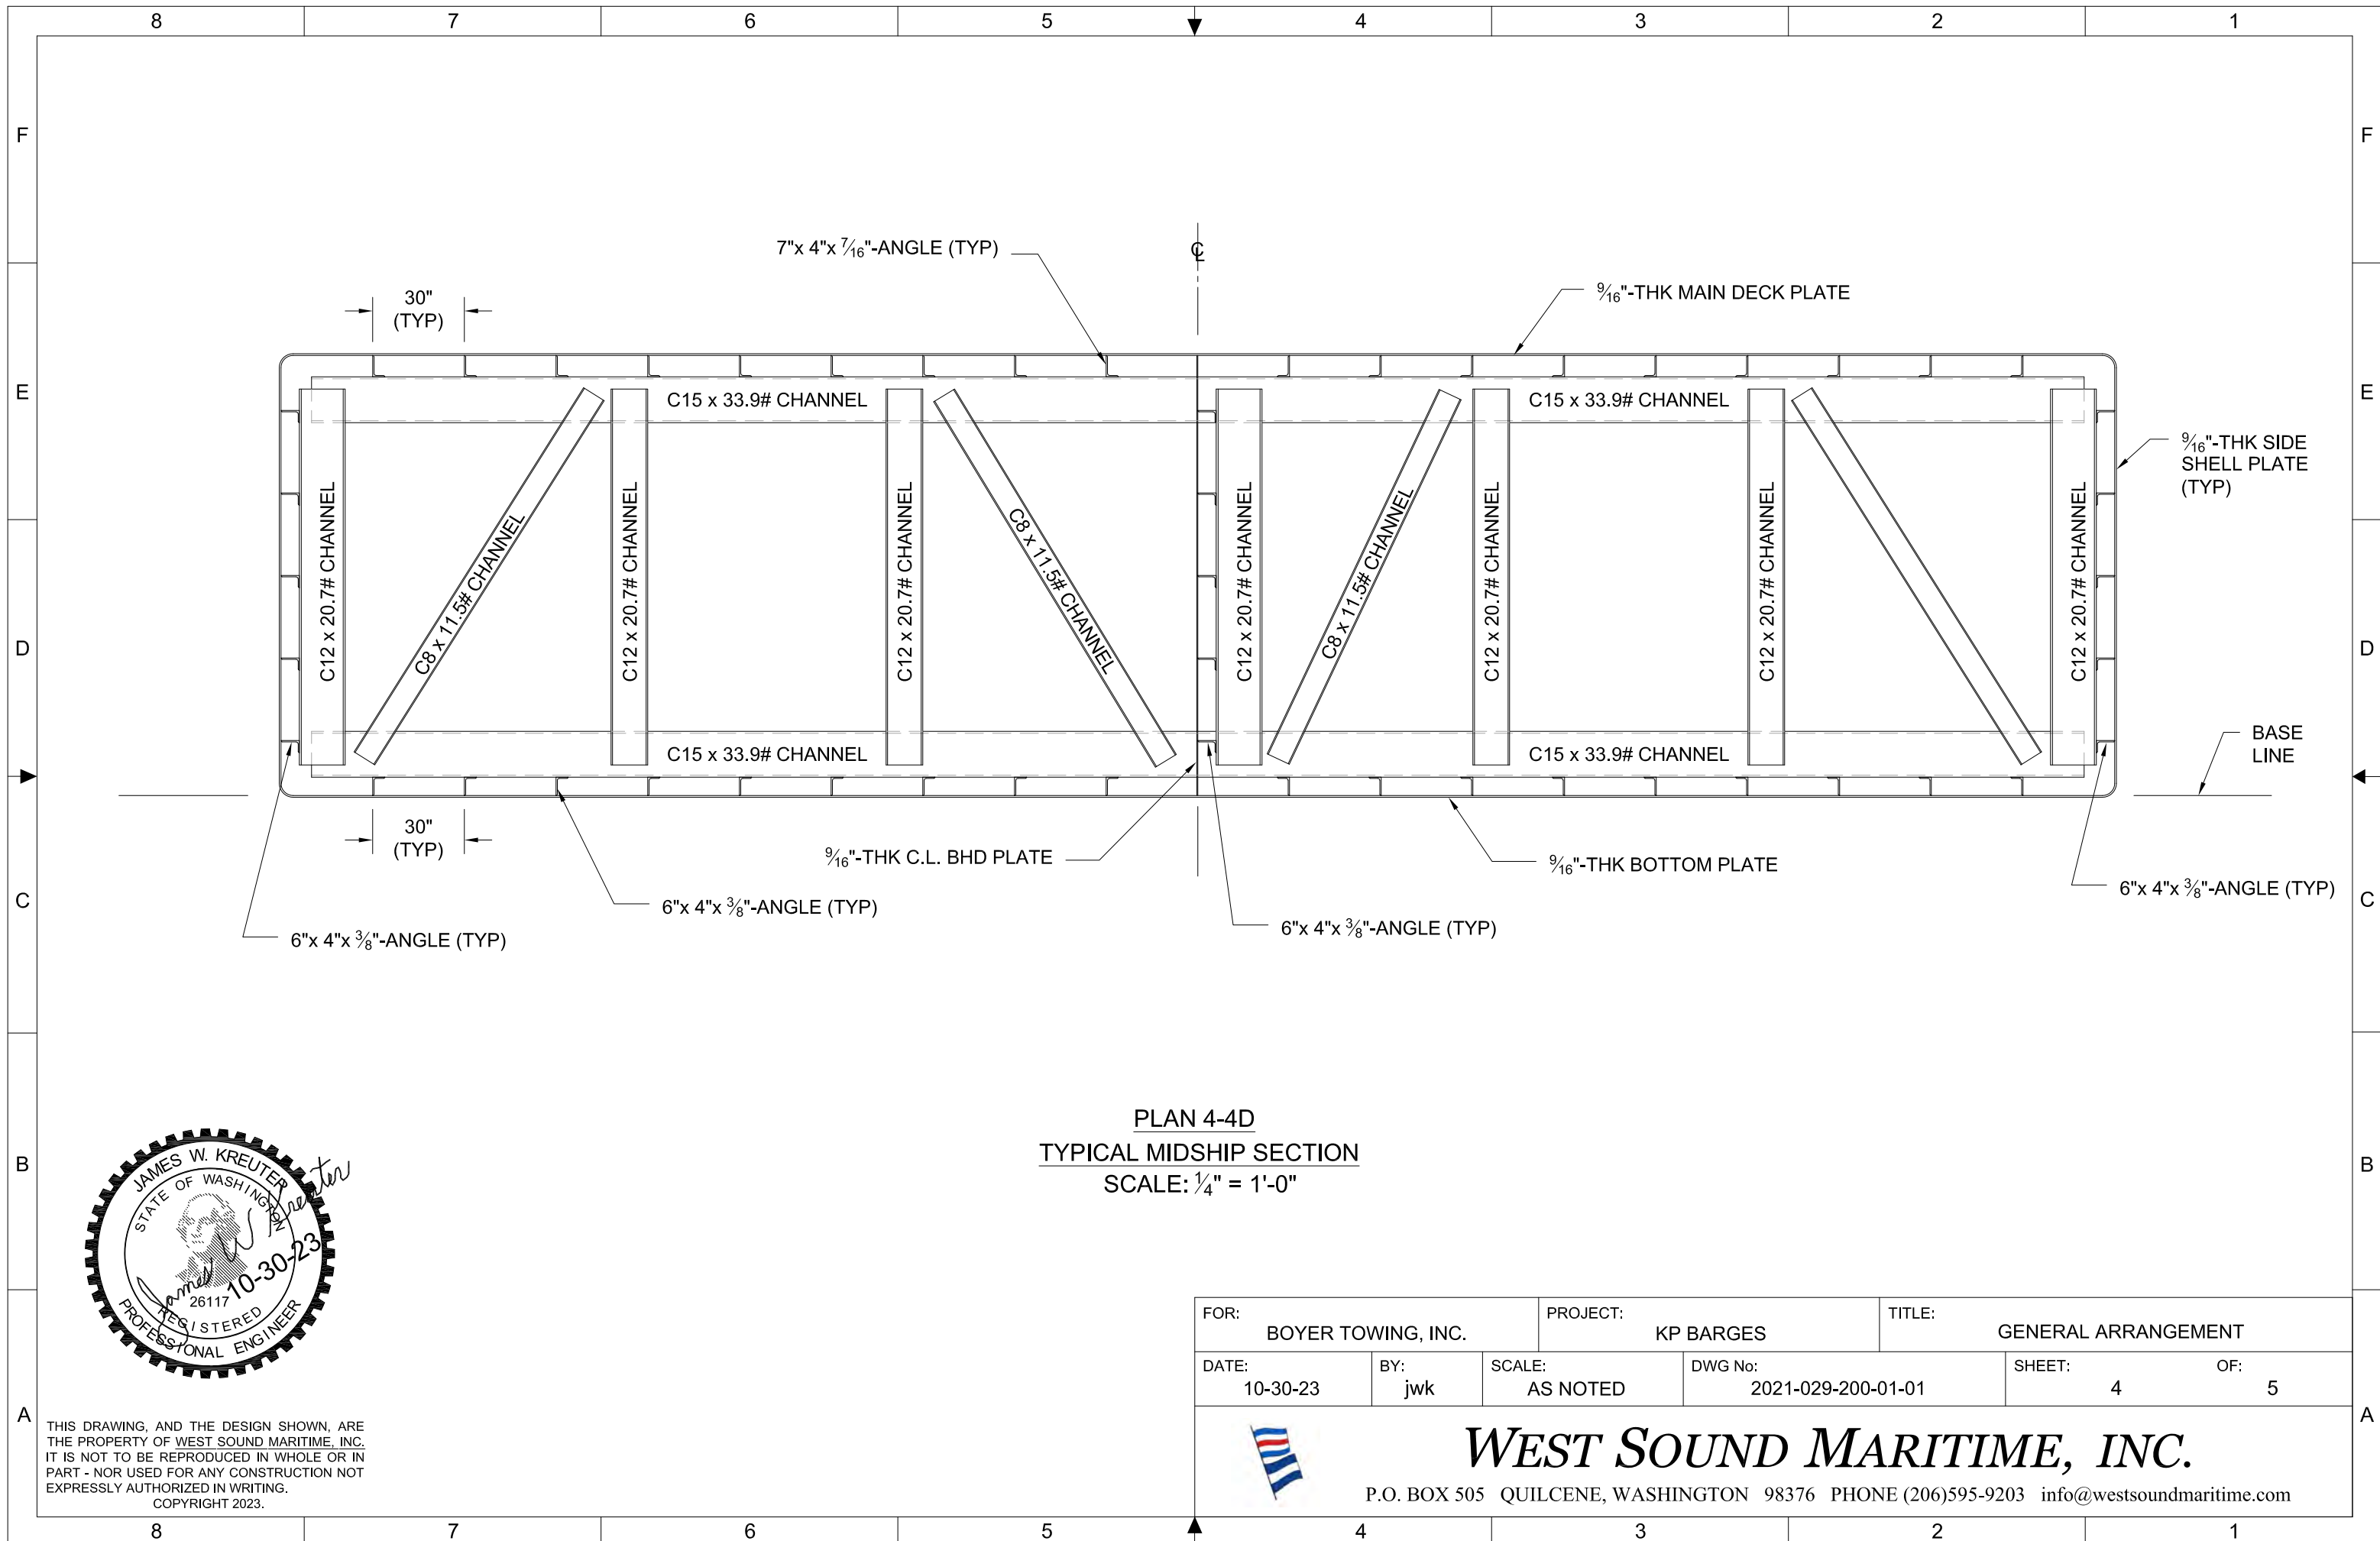 8 7 6 5 4 3 2 1
F F
E E
D D
C C
B B
A A
7"x 4"x 7/16"-ANGLE (TYP)
℄
30"
(TYP)
9/16"-THK MAIN DECK PLATE
C15 x 33.9# CHANNEL
C15 x 33.9# CHANNEL
9/16"-THK SIDE
SHELL PLATE
(TYP)
C12 x 20.7# CHANNEL
C8 x 11.5# CHANNEL
C12 x 20.7# CHANNEL
C12 x 20.7# CHANNEL
C8 x 11.5# CHANNEL
C12 x 20.7# CHANNEL
C8 x 11.5# CHANNEL
C12 x 20.7# CHANNEL
C12 x 20.7# CHANNEL
C12 x 20.7# CHANNEL
C15 x 33.9# CHANNEL
C15 x 33.9# CHANNEL
BASE
LINE
30"
(TYP)
9/16"-THK C.L. BHD PLATE
9/16"-THK BOTTOM PLATE
6"x 4"x 3/8"-ANGLE (TYP)
6"x 4"x 3/8"-ANGLE (TYP)
6"x 4"x 3/8"-ANGLE (TYP)
6"x 4"x 3/8"-ANGLE (TYP)
PLAN 4-4D
TYPICAL MIDSHIP SECTION
SCALE: 1/4" = 1'-0"
JAMES W. KREUTER
STATE OF WASHINGTON
James W Kreuter
10-30-23
26117
REGISTERED
PROFESSIONAL ENGINEER
THIS DRAWING, AND THE DESIGN SHOWN, ARE
THE PROPERTY OF WEST SOUND MARITIME, INC.
IT IS NOT TO BE REPRODUCED IN WHOLE OR IN
PART - NOR USED FOR ANY CONSTRUCTION NOT
EXPRESSLY AUTHORIZED IN WRITING.
COPYRIGHT 2023.
FOR: PROJECT: TITLE:
BOYER TOWING, INC. KP BARGES GENERAL ARRANGEMENT
DATE: BY: SCALE: DWG No: SHEET: OF:
10-30-23 jwk AS NOTED 2021-029-200-01-01 4 5
WEST SOUND MARITIME, INC.
P.O. BOX 505 QUILCENE, WASHINGTON 98376 PHONE (206)595-9203 info@westsoundmaritime.com
8 7 6 5 4 3 2 1